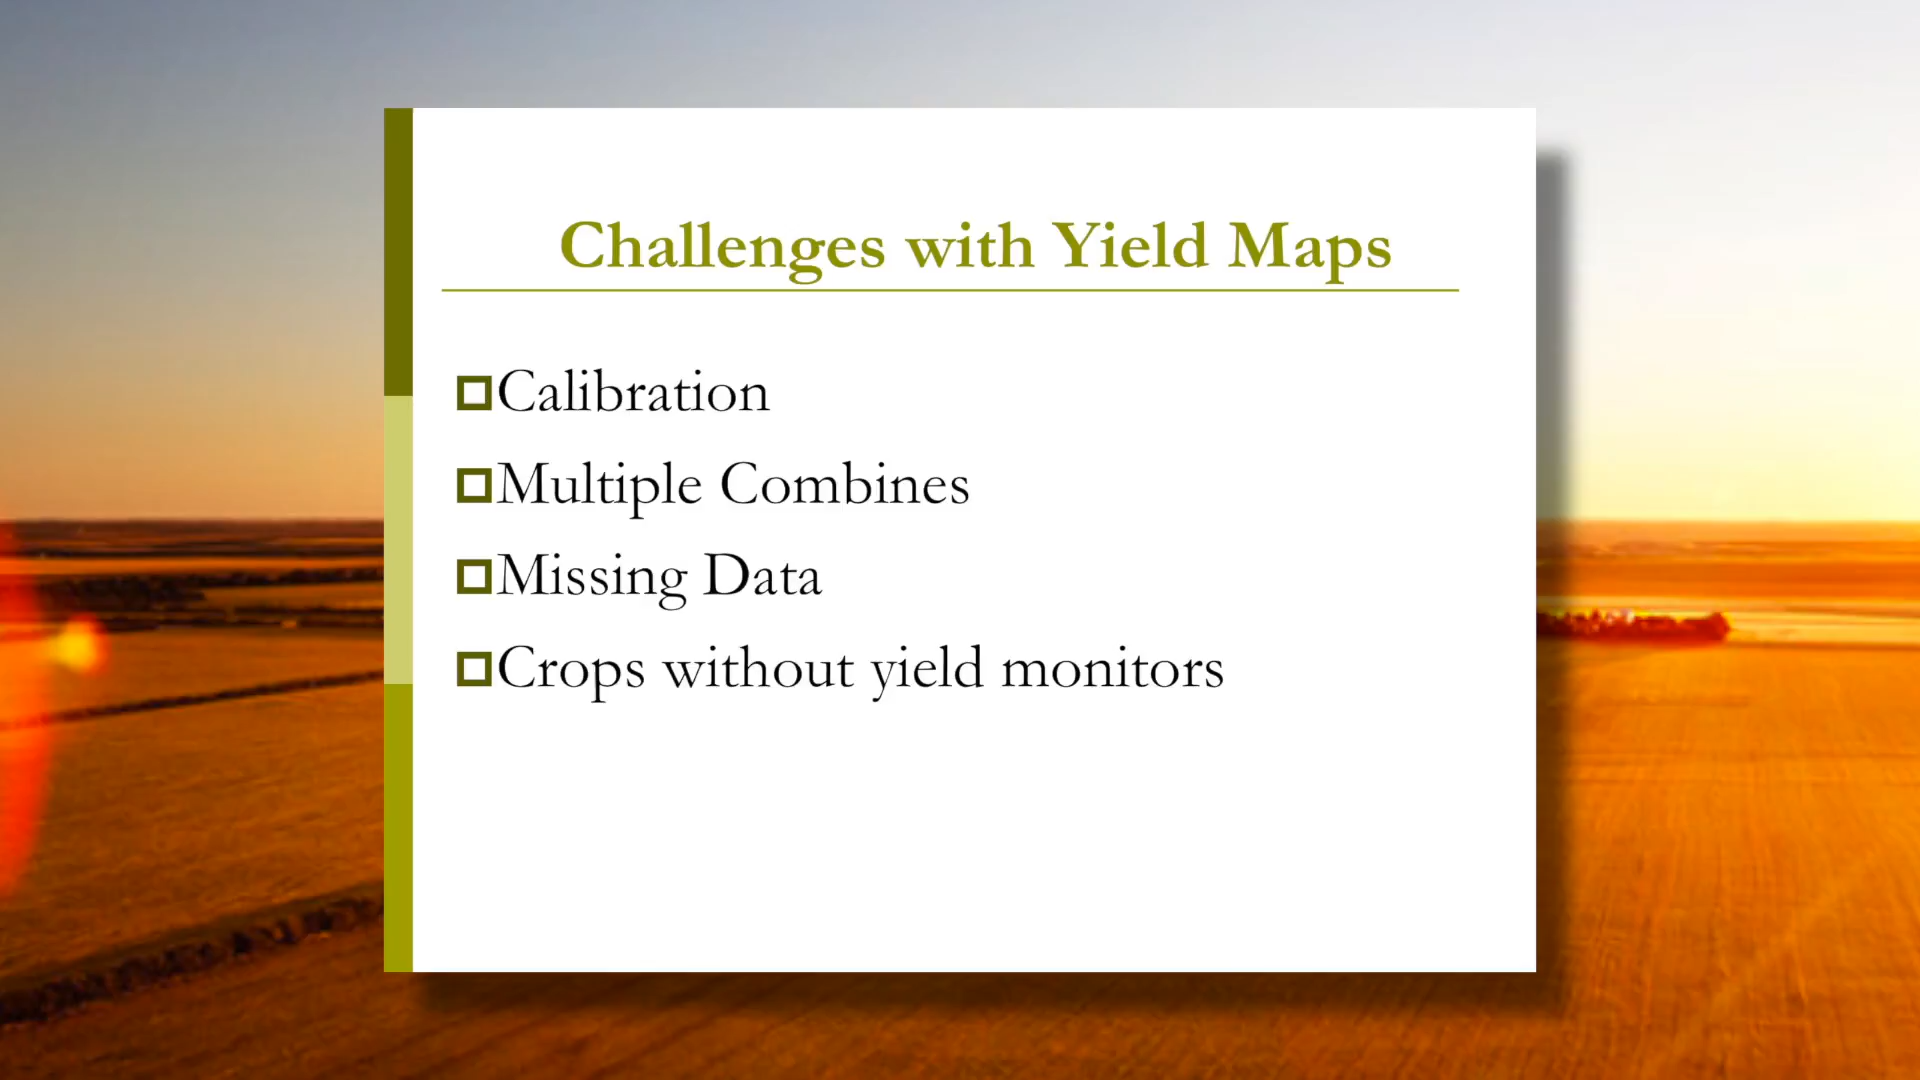 Challenges with Yield Maps
Calibration
Multiple Combines
Missing Data
Crops without yield monitors